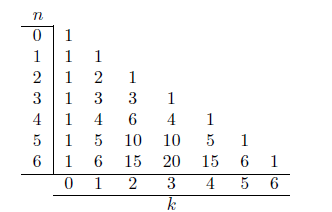 n
0 1
1 1 1
2 1 2 1
3 1 3 3 1
4 1 4 6 4 1
5 1 5 10 10 5 1
6 1 6 15 20 15 6 1
0 1 2 3 4 5 6
k